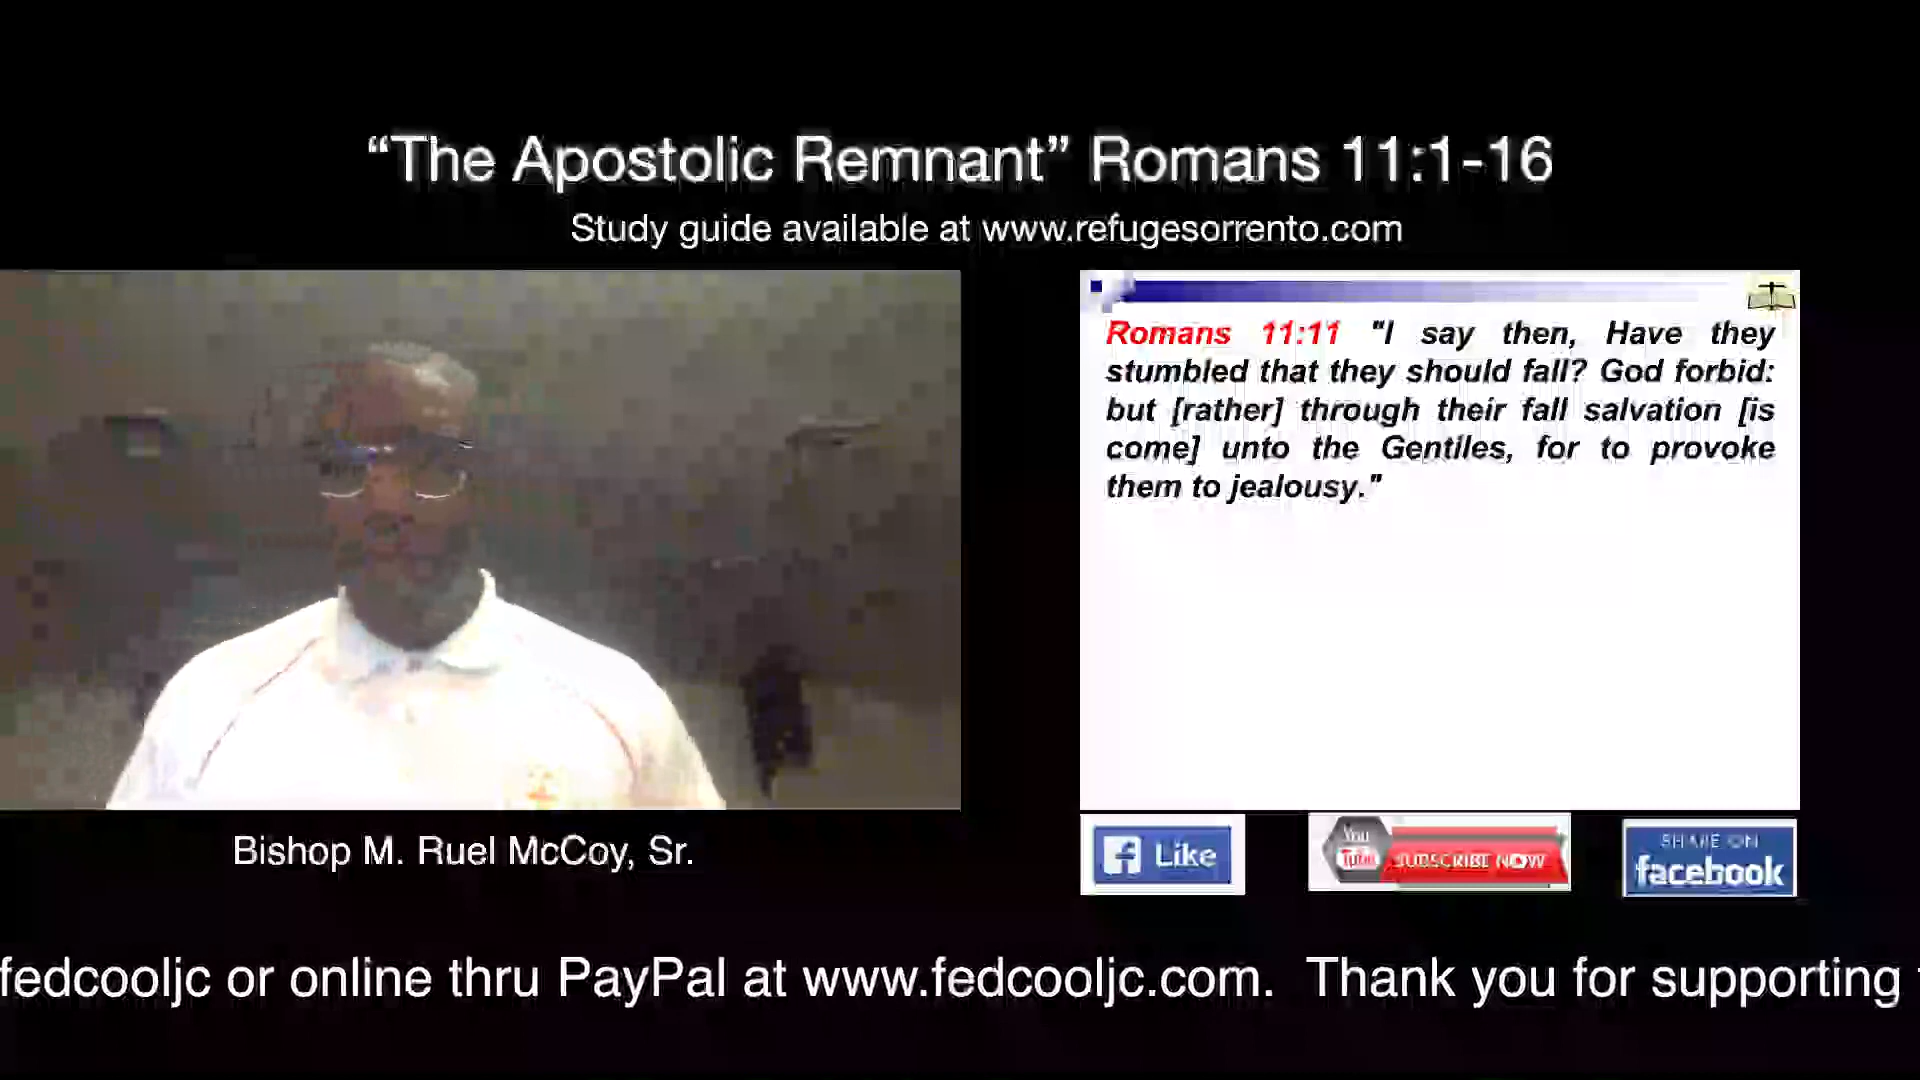 “The Apostolic Remnant” Romans 11:1-16
Study guide available at www.refugesorrento.com
Romans 11:11 "I say then, Have they
stumbled that they should fall? God forbid:
but [rather] through their fall salvation [is
come] unto the Gentiles, for to provoke
them to jealousy."
Bishop M. Ruel McCoy, Sr.
Like
You
Tube
SUBSCRIBE NOW
SHARE ON
facebook
fedcooljc or online thru PayPal at www.fedcooljc.com. Thank you for supporting